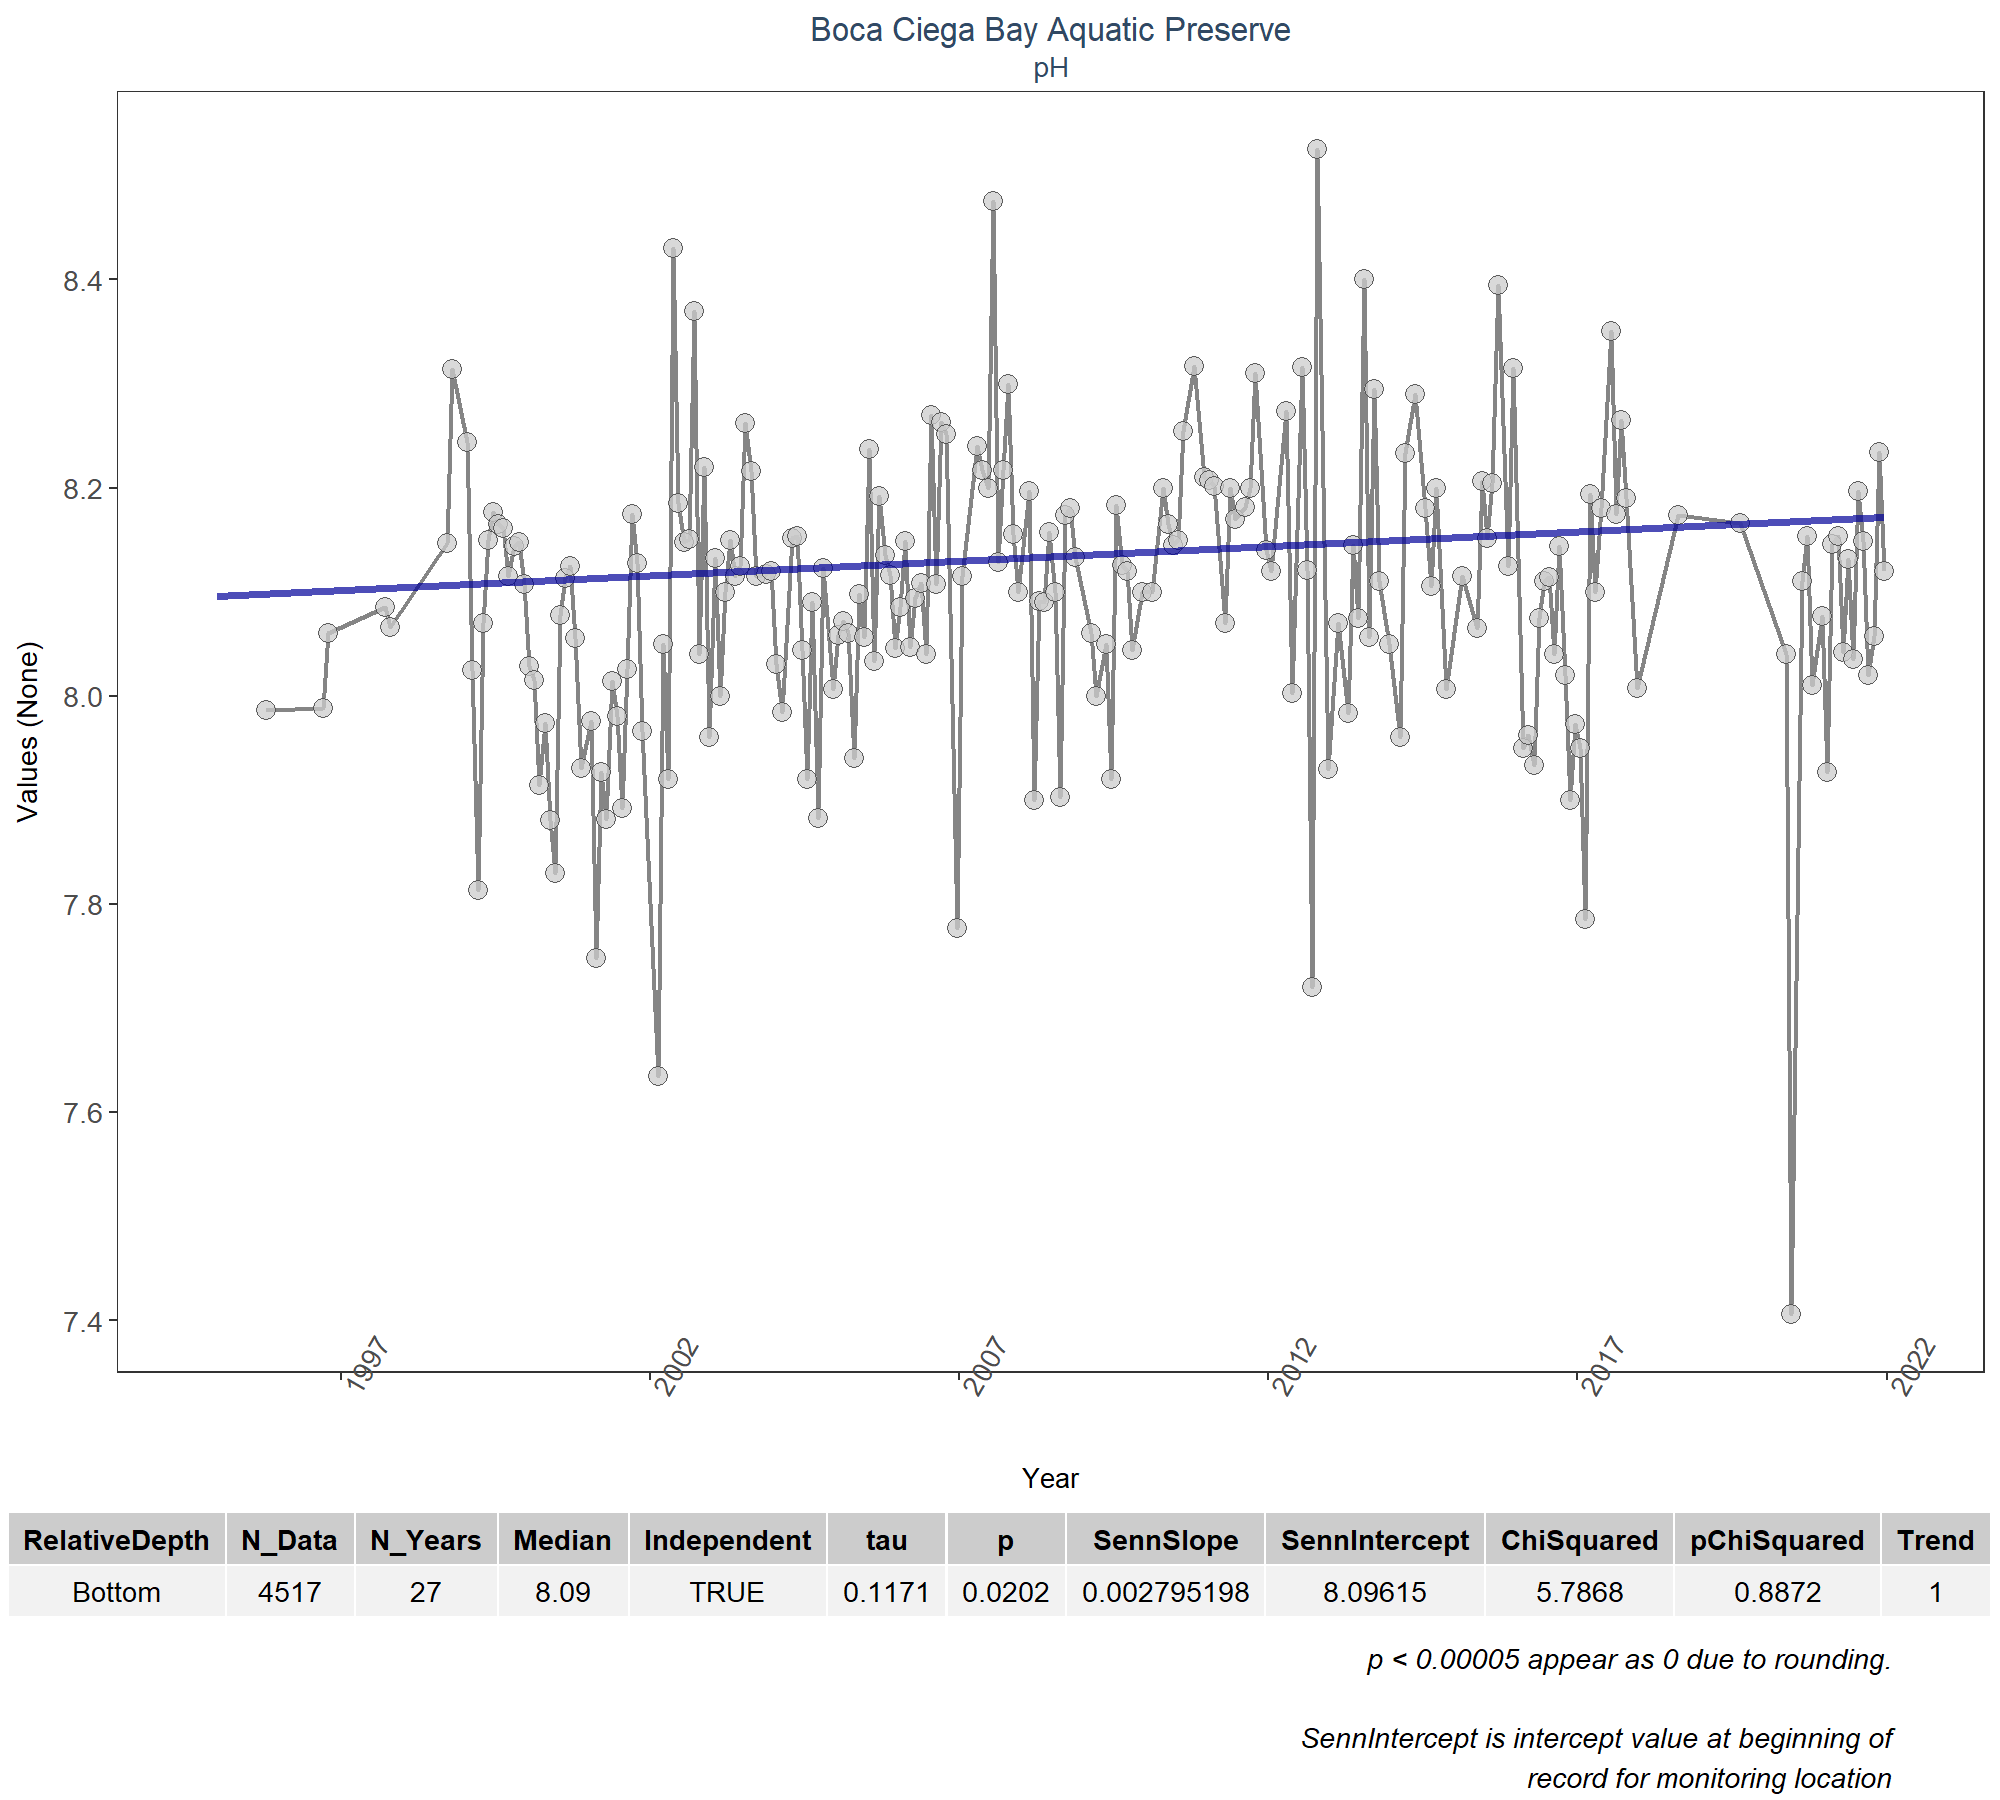 Boca Ciega Bay Aquatic Preserve
pH
Values (None)
8.4
8.2
8.0
7.8
7.6
7.4
1997 2002 2007 2012 2017 2022
Year
RelativeDepth N_Data N_Years Median Independent tau p SennSlope SennIntercept ChiSquared pChiSquared Trend
Bottom 4517 27 8.09 TRUE 0.1171 0.0202 0.002795198 8.09615 5.7868 0.8872 1
p < 0.00005 appear as 0 due to rounding.
SennIntercept is intercept value at beginning of
record for monitoring location